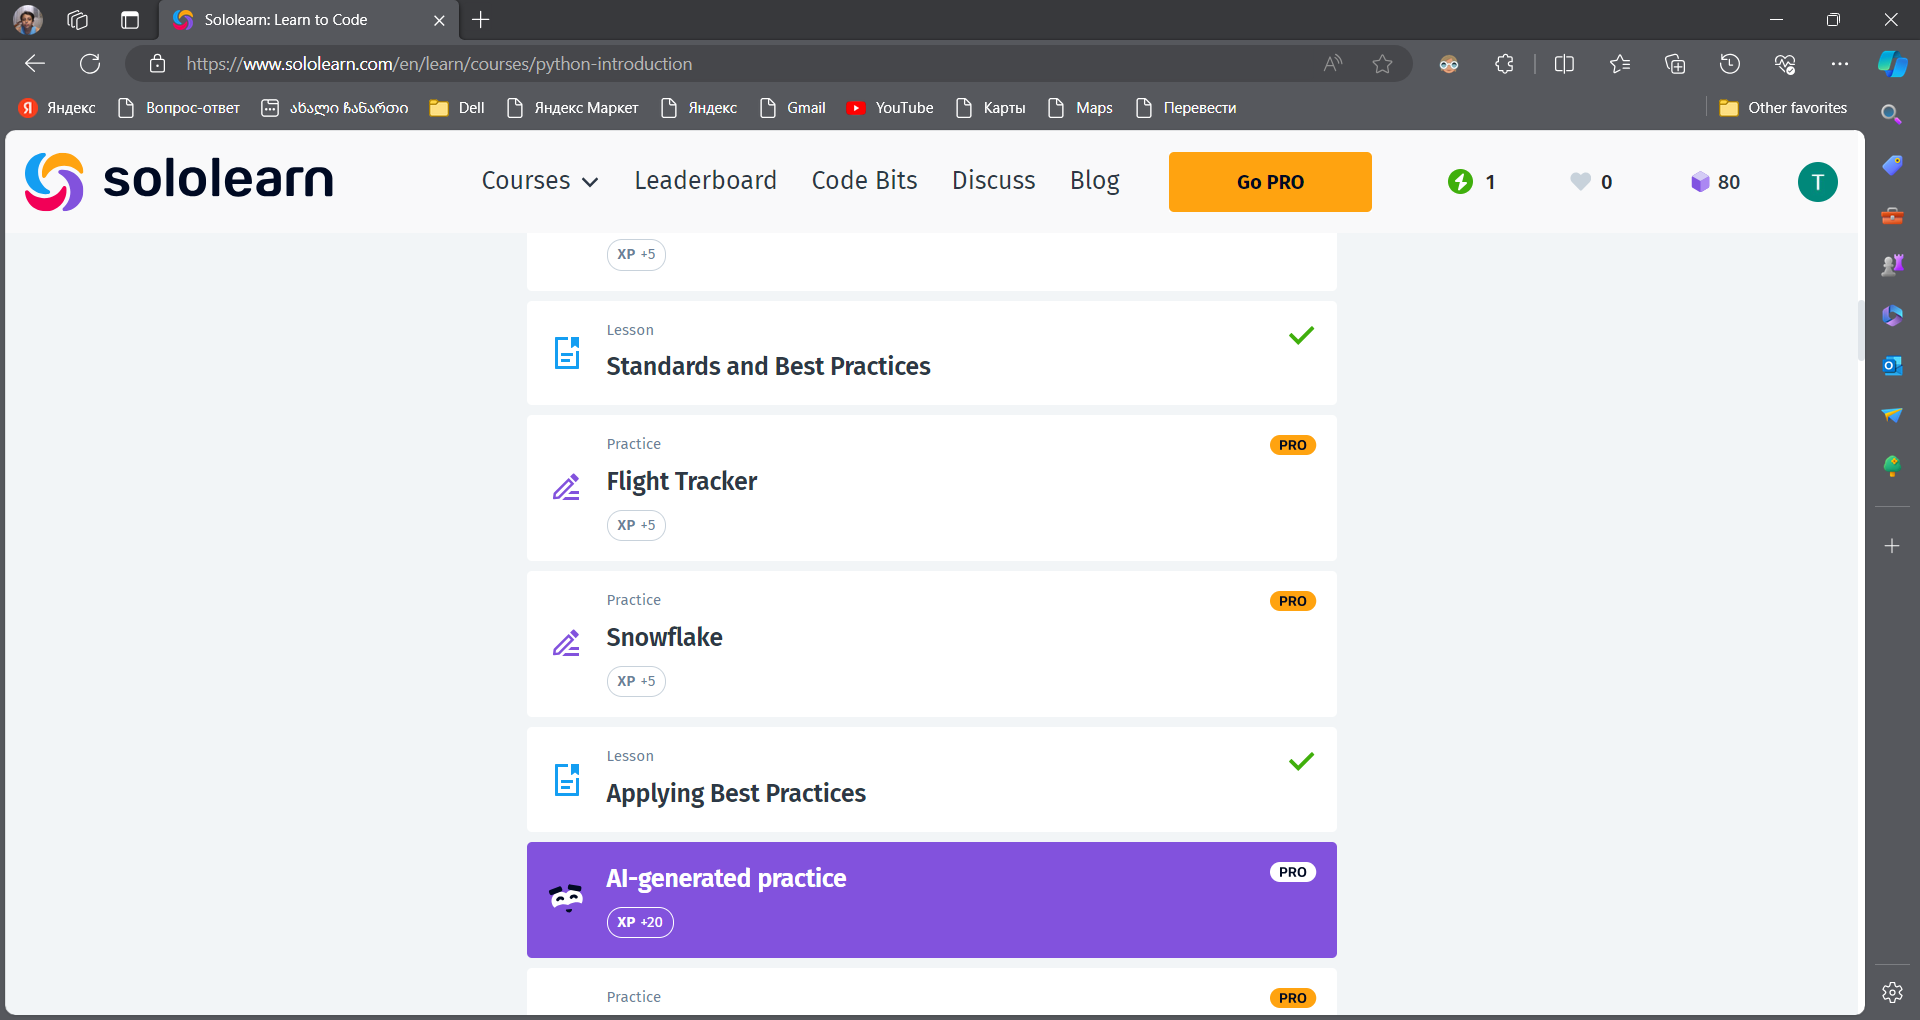 Sololearn: Learn to Code
https://www.sololearn.com/en/learn/courses/python-introduction
Яндекс Вопрос-ответ ახალი ჩანართი Dell Яндекс Маркет Яндекс Gmail YouTube Карты Maps Перевести Other favorites
sololearn Courses Leaderboard Code Bits Discuss Blog Go PRO 1 0 80 T
XP +5
Lesson
Standards and Best Practices
Practice PRO
Flight Tracker
XP +5
Practice PRO
Snowflake
XP +5
Lesson
Applying Best Practices
AI-generated practice PRO
XP +20
Practice PRO